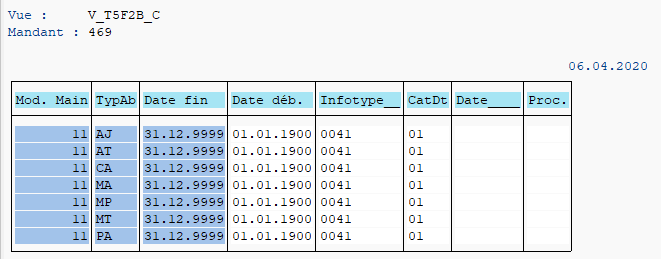 Vue : V_T5F2B_C
Mandant : 469
06.04.2020
Mod. Main TypAb Date fin Date déb. Infotype__ CatDt Date____ Proc.
11 AJ 31.12.9999 01.01.1900 0041 01
11 AT 31.12.9999 01.01.1900 0041 01
11 CA 31.12.9999 01.01.1900 0041 01
11 MA 31.12.9999 01.01.1900 0041 01
11 MP 31.12.9999 01.01.1900 0041 01
11 MT 31.12.9999 01.01.1900 0041 01
11 PA 31.12.9999 01.01.1900 0041 01